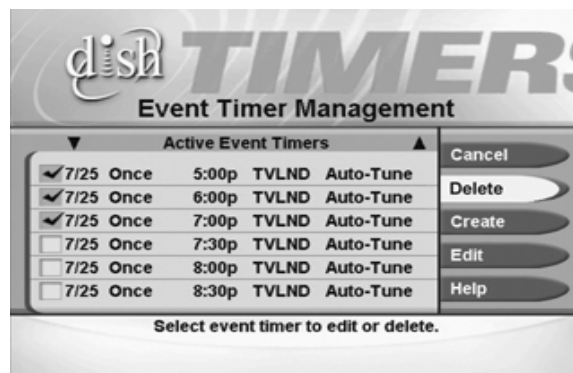 dish TIMERS
Event Timer Management
▼ Active Event Timers ▲
7/25 Once 5:00p TVLND Auto-Tune
7/25 Once 6:00p TVLND Auto-Tune
7/25 Once 7:00p TVLND Auto-Tune
7/25 Once 7:30p TVLND Auto-Tune
7/25 Once 8:00p TVLND Auto-Tune
7/25 Once 8:30p TVLND Auto-Tune
Cancel
Delete
Create
Edit
Help
Select event timer to edit or delete.